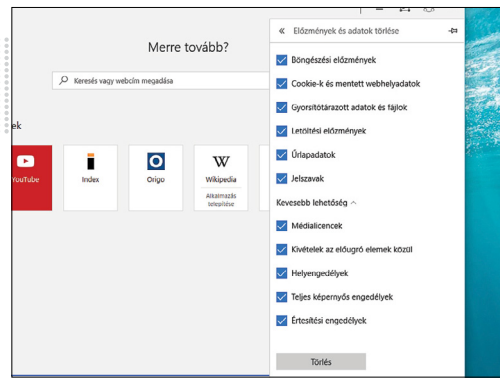 Merre tovább?
Keresés vagy webcím megadása
ek
YouTube
Index
Origo
W
Wikipedia
Alkalmazás
telepítése
Előzmények és adatok törlése
Böngészési előzmények
Cookie-k és mentett webhelyadatok
Gyorsítótárazott adatok és fájlok
Letöltési előzmények
Űrlapadatok
Jelszavak
Kevesebb lehetőség
Médialicencek
Kivételek az előugró elemek közül
Helyengedélyek
Teljes képernyős engedélyek
Értesítési engedélyek
Törlés